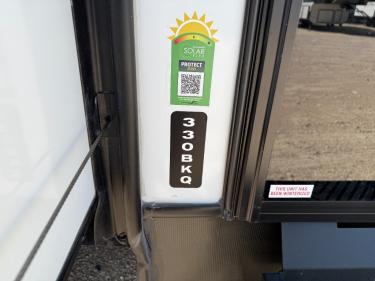 SOLAR
PROTECT
330BKQ
THIS UNIT HAS
BEEN WINTERIZED